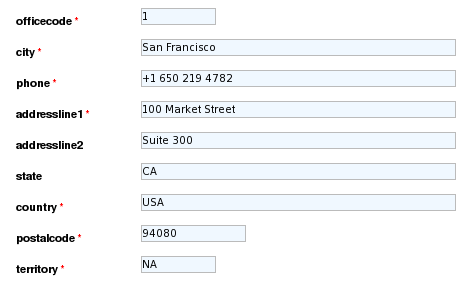 officecode * 1
city * San Francisco
phone * +1 650 219 4782
addressline1 * 100 Market Street
addressline2 Suite 300
state CA
country * USA
postalcode * 94080
territory * NA